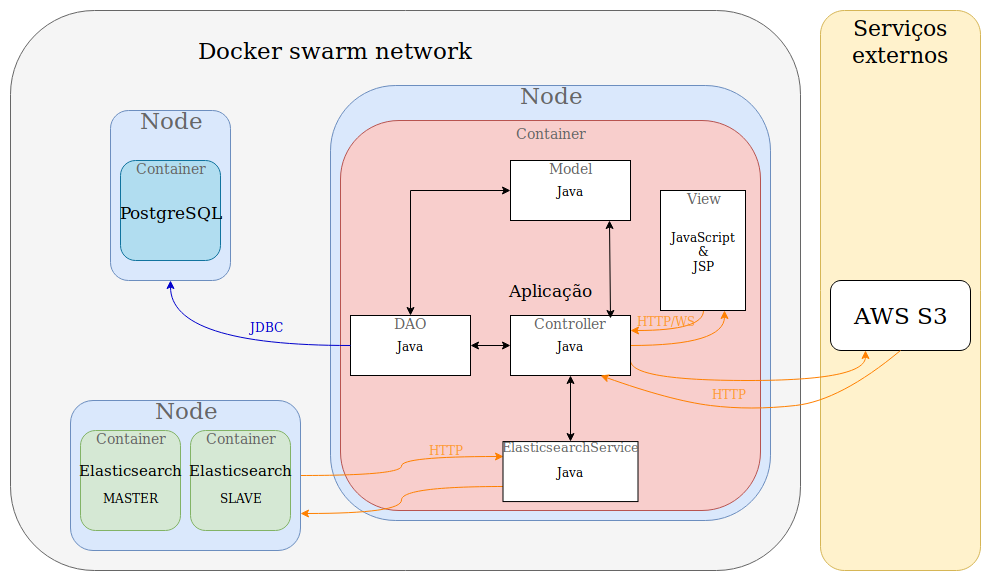 Docker swarm network
Serviços
externos
Node
Container
PostgreSQL
JDBC
Node
Container
Model
Java
View
JavaScript
&
JSP
Aplicação
DAO
Java
Controller
Java
HTTP/WS
AWS S3
HTTP
ElasticsearchService
Java
HTTP
Node
Container
Elasticsearch
MASTER
Container
Elasticsearch
SLAVE